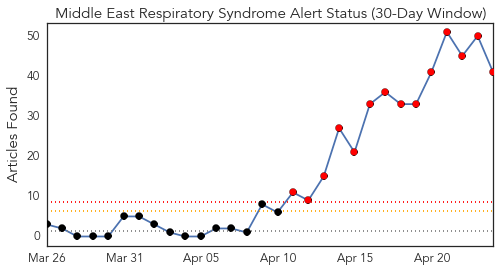 Middle East Respiratory Syndrome Alert Status (30-Day Window)
Articles Found
50
40
30
20
10
0
Mar 26 Mar 31 Apr 05 Apr 10 Apr 15 Apr 20